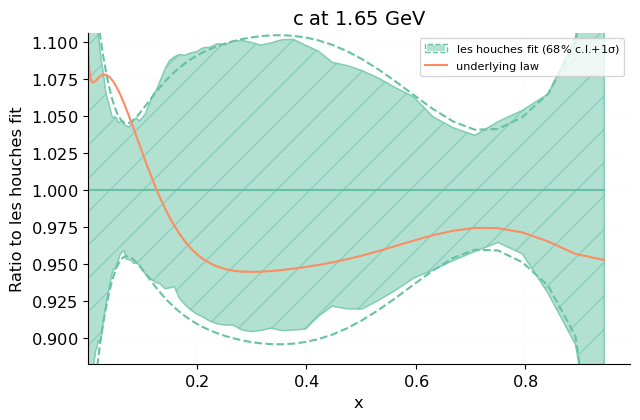 c at 1.65 GeV
les houches fit (68% c.l.+1σ)
underlying law
Ratio to les houches fit
1.100
1.075
1.050
1.025
1.000
0.975
0.950
0.925
0.900
0.2
0.4
0.6
0.8
x